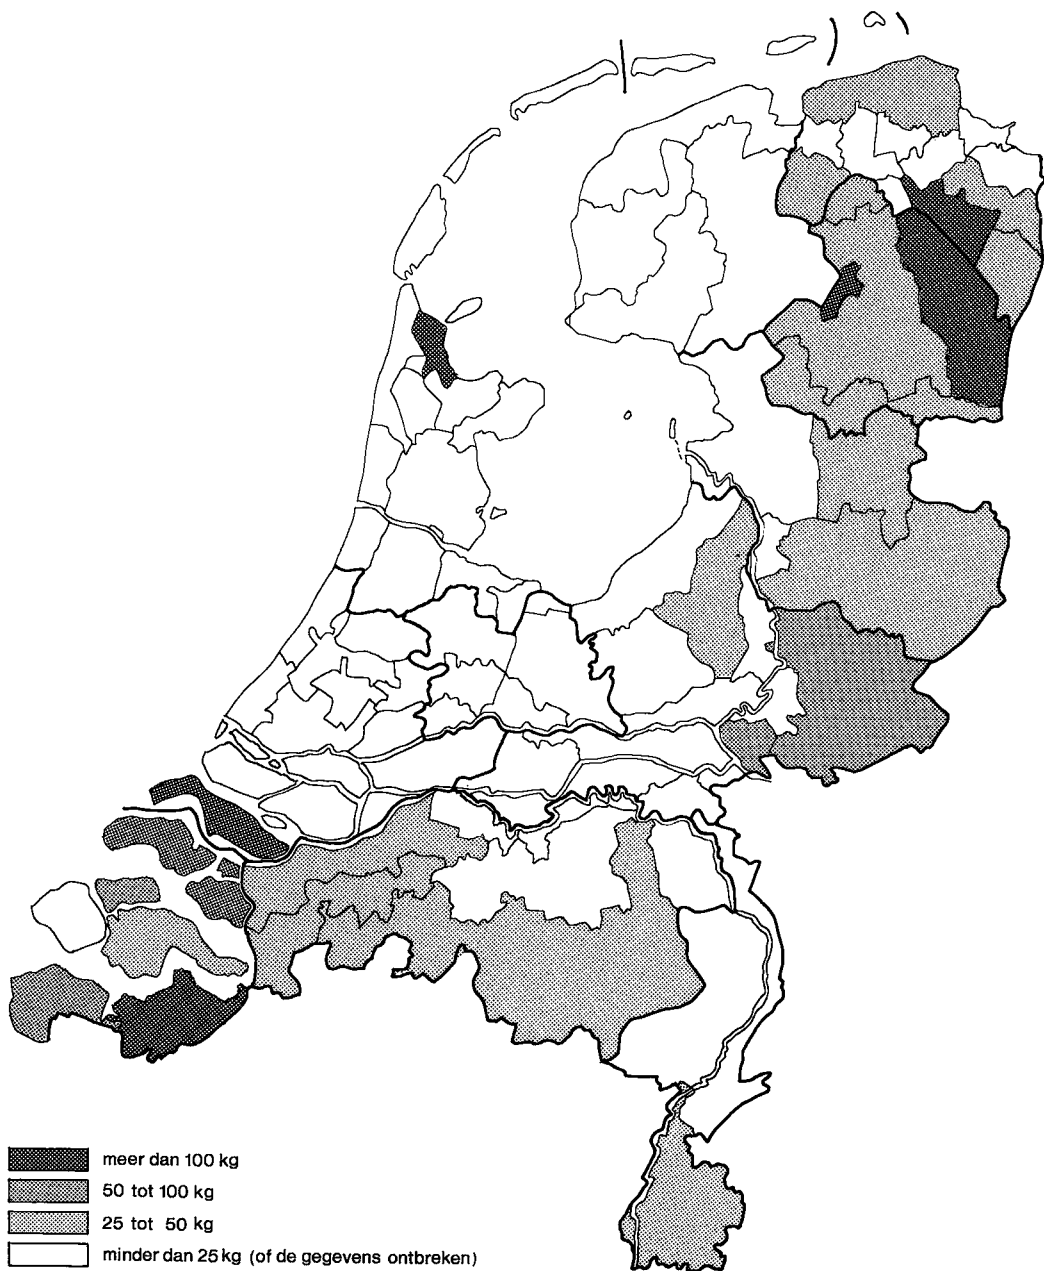 meer dan 100 kg
50 tot 100 kg
25 tot 50 kg
minder dan 25 kg (of de gegevens ontbreken)